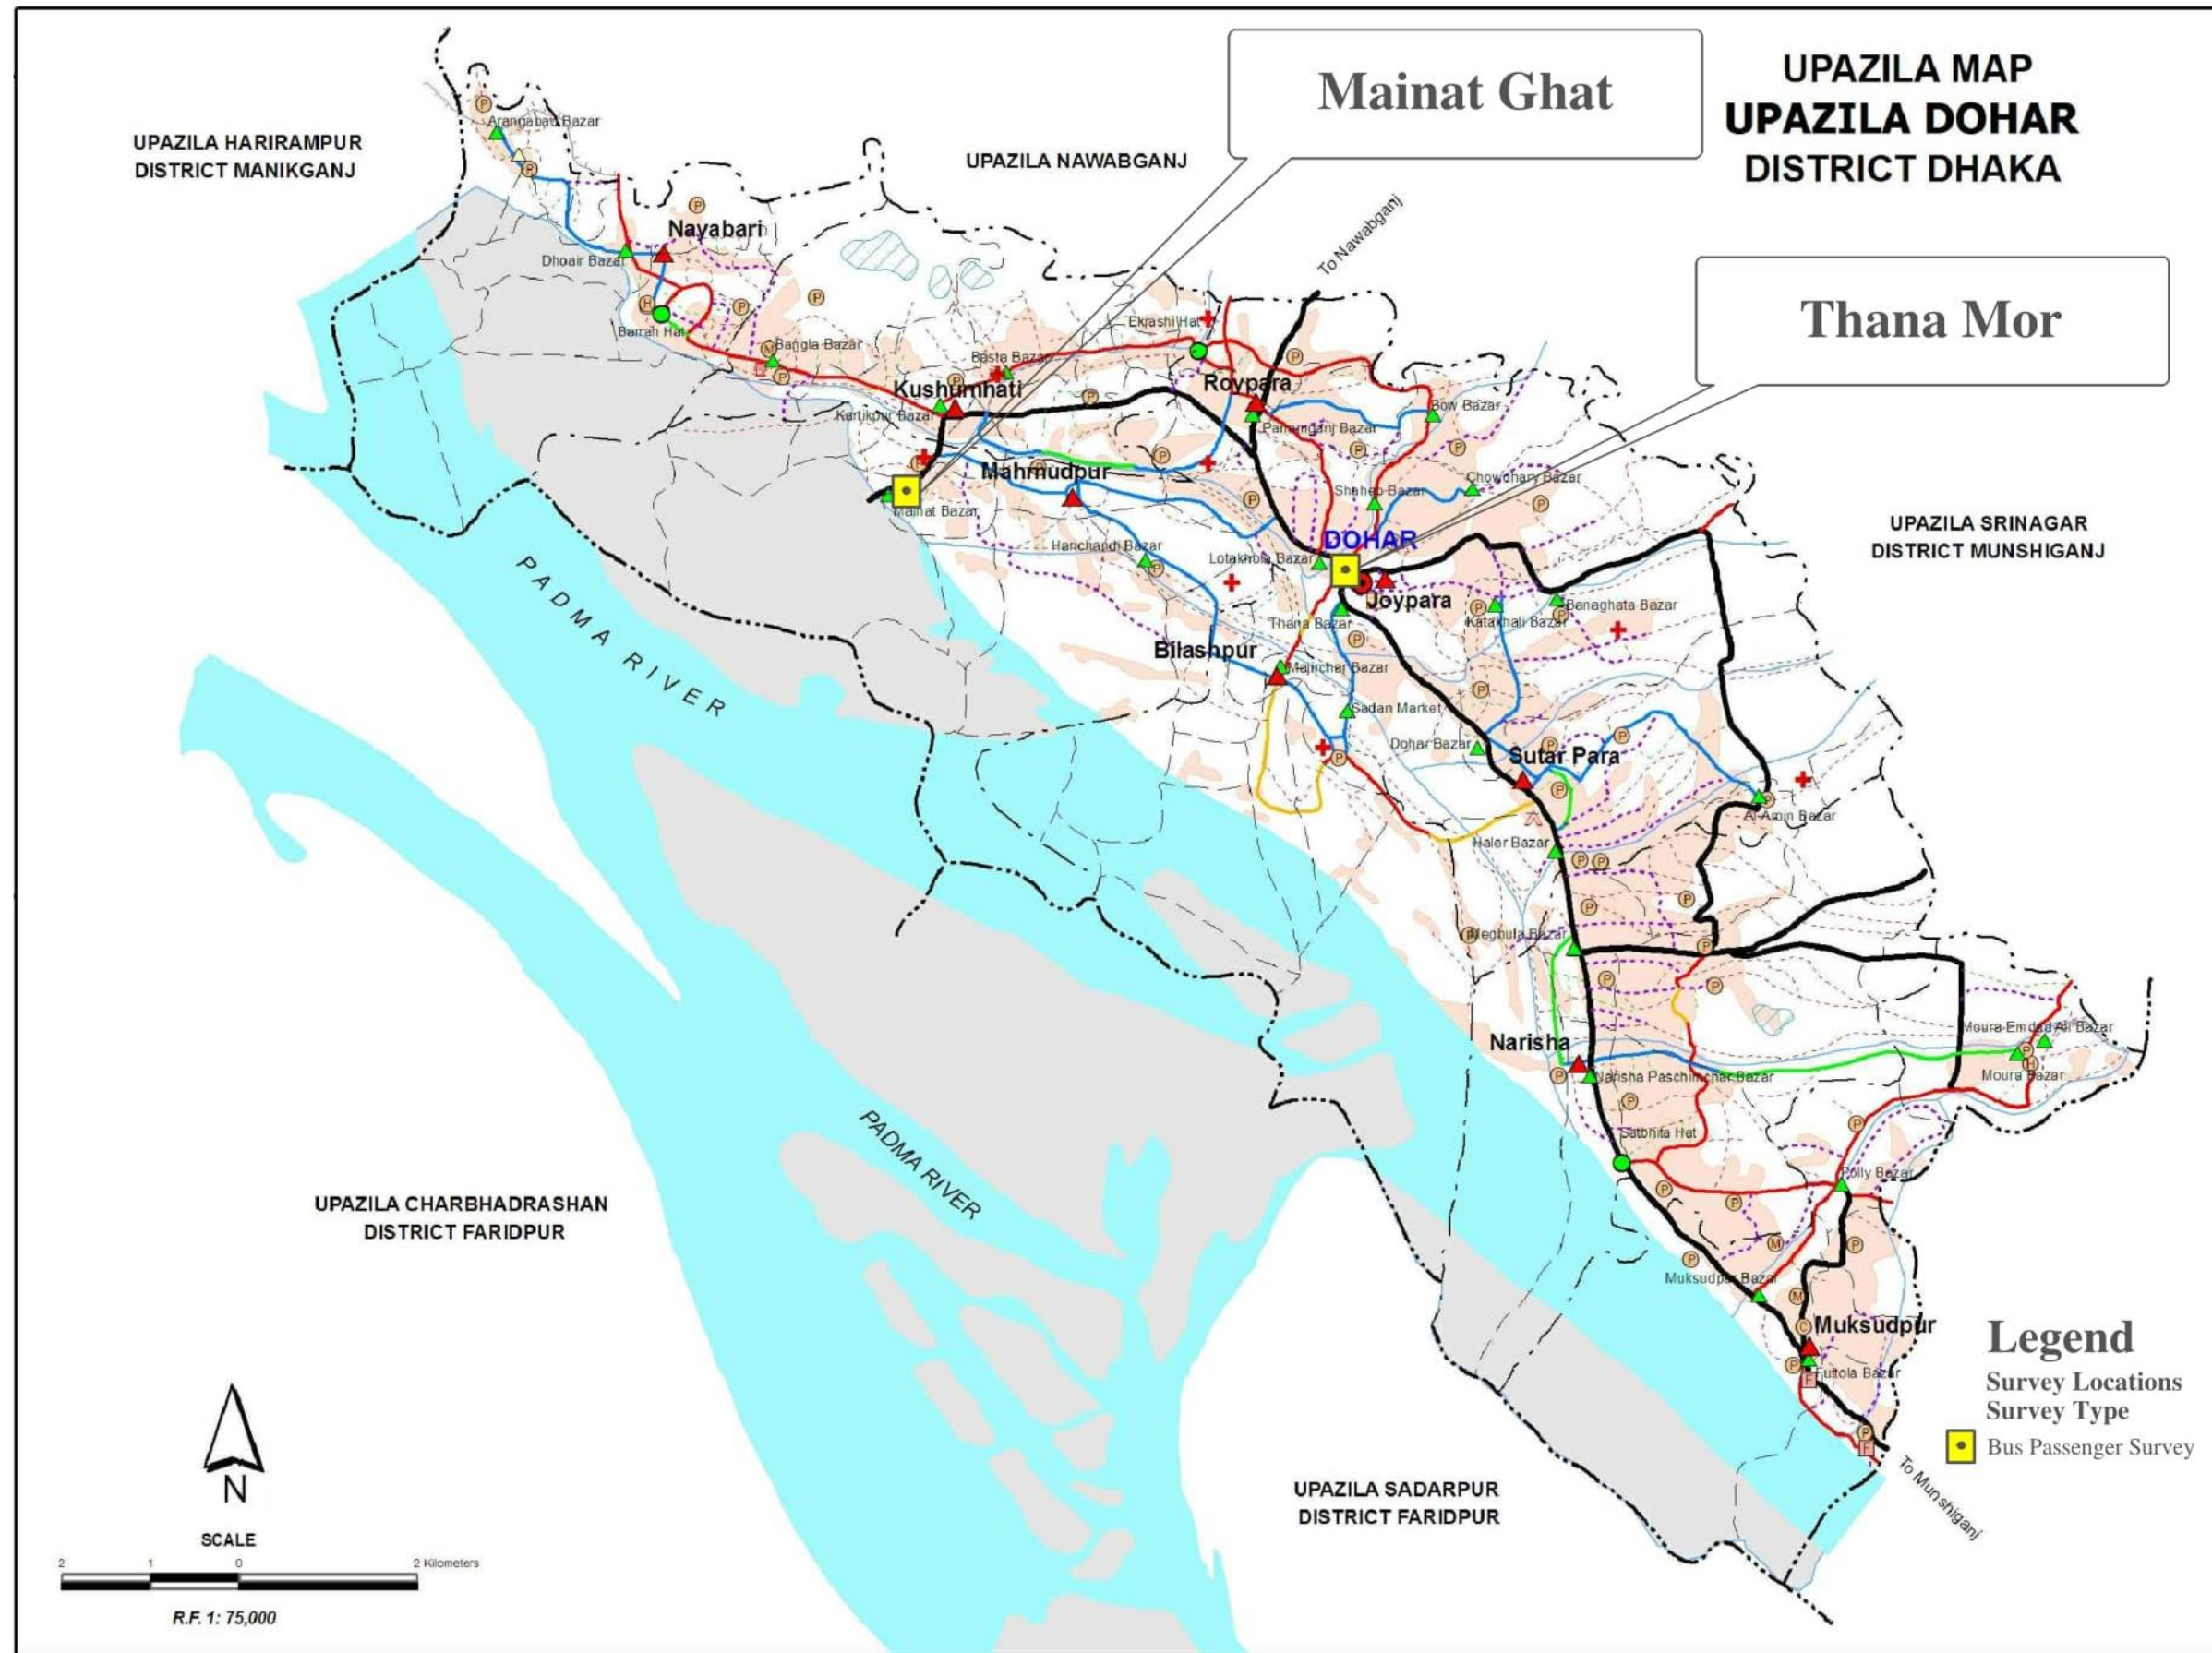 Mainat Ghat
UPAZILA MAP
UPAZILA DOHAR
DISTRICT DHAKA
UPAZILA HARIRAMPUR
DISTRICT MANIKGANJ
UPAZILA NAWABGANJ
Arangabad Bazar
To Nawabganj
Thana Mor
Nayabari
Dhoair Bazar
Barrah Hat
Bangla Bazar
Ekrashi Hat
Basta Bazar
Kushumhati
Kartikpur Bazar
Roypara
Bow Bazar
Mahmudpur
Chowdhary Bazar
Shaheb Bazar
Mainat Bazar
UPAZILA SRINAGAR
DISTRICT MUNSHIGANJ
DOHAR
Harichandi Bazar
Lotakhola Bazar
Joypara
Banaghata Bazar
Katakhali Bazar
Thana Bazar
PADMA RIVER
Bilashpur
Majirchar Bazar
Sadan Market
Dohar Bazar
Sutar Para
Al-Amin Bazar
Haler Bazar
Meghula Bazar
Moura Emdad Ali Bazar
Narisha
Narisha Paschimchar Bazar
Moura Bazar
PADMA RIVER
Satbhita Hat
Polly Bazar
UPAZILA CHARBHADRASHAN
DISTRICT FARIDPUR
Muksudpur Bazar
Muksudpur
Futtola Bazar
Legend
Survey Locations
Survey Type
Bus Passenger Survey
To Munshiganj
UPAZILA SADARPUR
DISTRICT FARIDPUR
N
SCALE
2 1 0 2 Kilometers
R.F. 1: 75,000